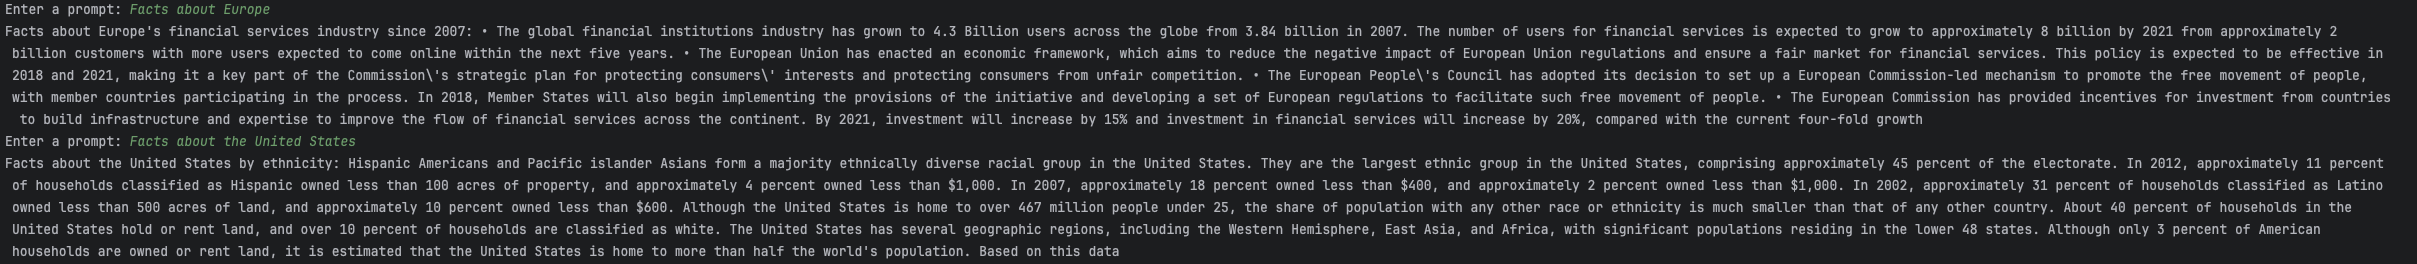 Enter a prompt: Facts about Europe
Facts about Europe's financial services industry since 2007: • The global financial institutions industry has grown to 4.3 Billion users across the globe from 3.84 billion in 2007. The number of users for financial services is expected to grow to approximately 8 billion by 2021 from approximately 2
billion customers with more users expected to come online within the next five years. • The European Union has enacted an economic framework, which aims to reduce the negative impact of European Union regulations and ensure a fair market for financial services. This policy is expected to be effective in
2018 and 2021, making it a key part of the Commission\'s strategic plan for protecting consumers\' interests and protecting consumers from unfair competition. • The European People\'s Council has adopted its decision to set up a European Commission-led mechanism to promote the free movement of people,
with member countries participating in the process. In 2018, Member States will also begin implementing the provisions of the initiative and developing a set of European regulations to facilitate such free movement of people. • The European Commission has provided incentives for investment from countries
to build infrastructure and expertise to improve the flow of financial services across the continent. By 2021, investment will increase by 15% and investment in financial services will increase by 20%, compared with the current four-fold growth
Enter a prompt: Facts about the United States
Facts about the United States by ethnicity: Hispanic Americans and Pacific islander Asians form a majority ethnically diverse racial group in the United States. They are the largest ethnic group in the United States, comprising approximately 45 percent of the electorate. In 2012, approximately 11 percent
of households classified as Hispanic owned less than 100 acres of property, and approximately 4 percent owned less than $1,000. In 2007, approximately 18 percent owned less than $400, and approximately 2 percent owned less than $1,000. In 2002, approximately 31 percent of households classified as Latino
owned less than 500 acres of land, and approximately 10 percent owned less than $600. Although the United States is home to over 467 million people under 25, the share of population with any other race or ethnicity is much smaller than that of any other country. About 40 percent of households in the
United States hold or rent land, and over 10 percent of households are classified as white. The United States has several geographic regions, including the Western Hemisphere, East Asia, and Africa, with significant populations residing in the lower 48 states. Although only 3 percent of American
households are owned or rent land, it is estimated that the United States is home to more than half the world's population. Based on this data